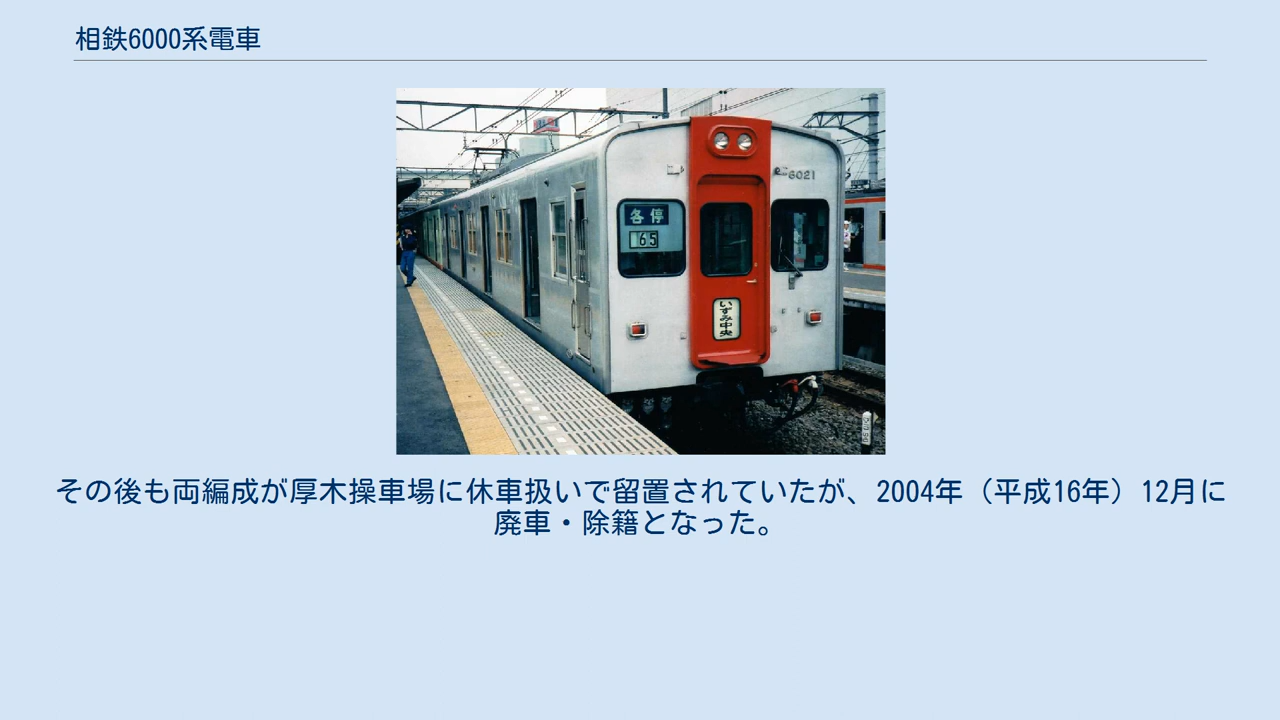 相鉄6000系電車
6021
各停
65
いずみ中央
その後も両編成が厚木操車場に休車扱いで留置されていたが、2004年（平成16年）12月に
廃車・除籍となった。